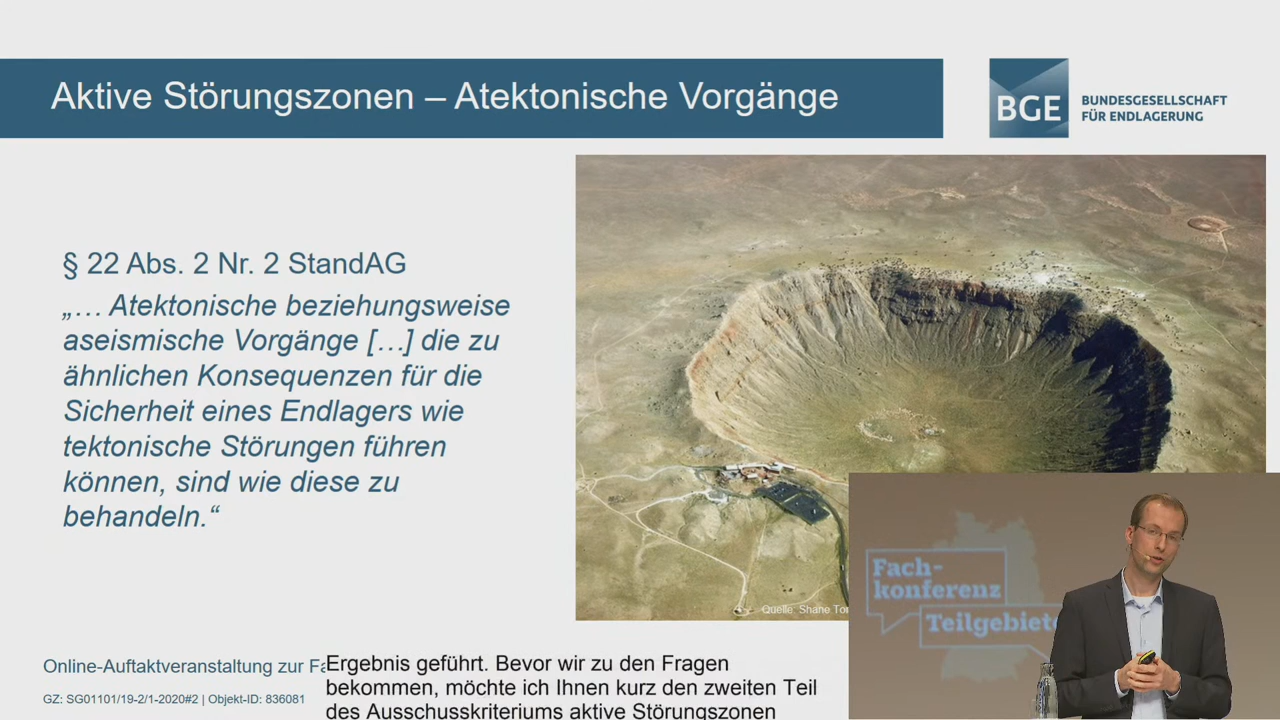 Aktive Störungszonen – Atektonische Vorgänge
BGE
BUNDESGESELLSCHAFT
FÜR ENDLAGERUNG
§ 22 Abs. 2 Nr. 2 StandAG
„… Atektonische beziehungsweise
aseismische Vorgänge […] die zu
ähnlichen Konsequenzen für die
Sicherheit eines Endlagers wie
tektonische Störungen führen
können, sind wie diese zu
behandeln.“
Quelle: Shane
Fach-
konferenz
Teilgebiete
Online-Auftaktveranstaltung zur
GZ: SG01101/19-2/1-2020#2 | Objekt-ID: 836081
Ergebnis geführt. Bevor wir zu den Fragen
bekommen, möchte ich Ihnen kurz den zweiten Teil
des Ausschusskriteriums aktive Störungszonen